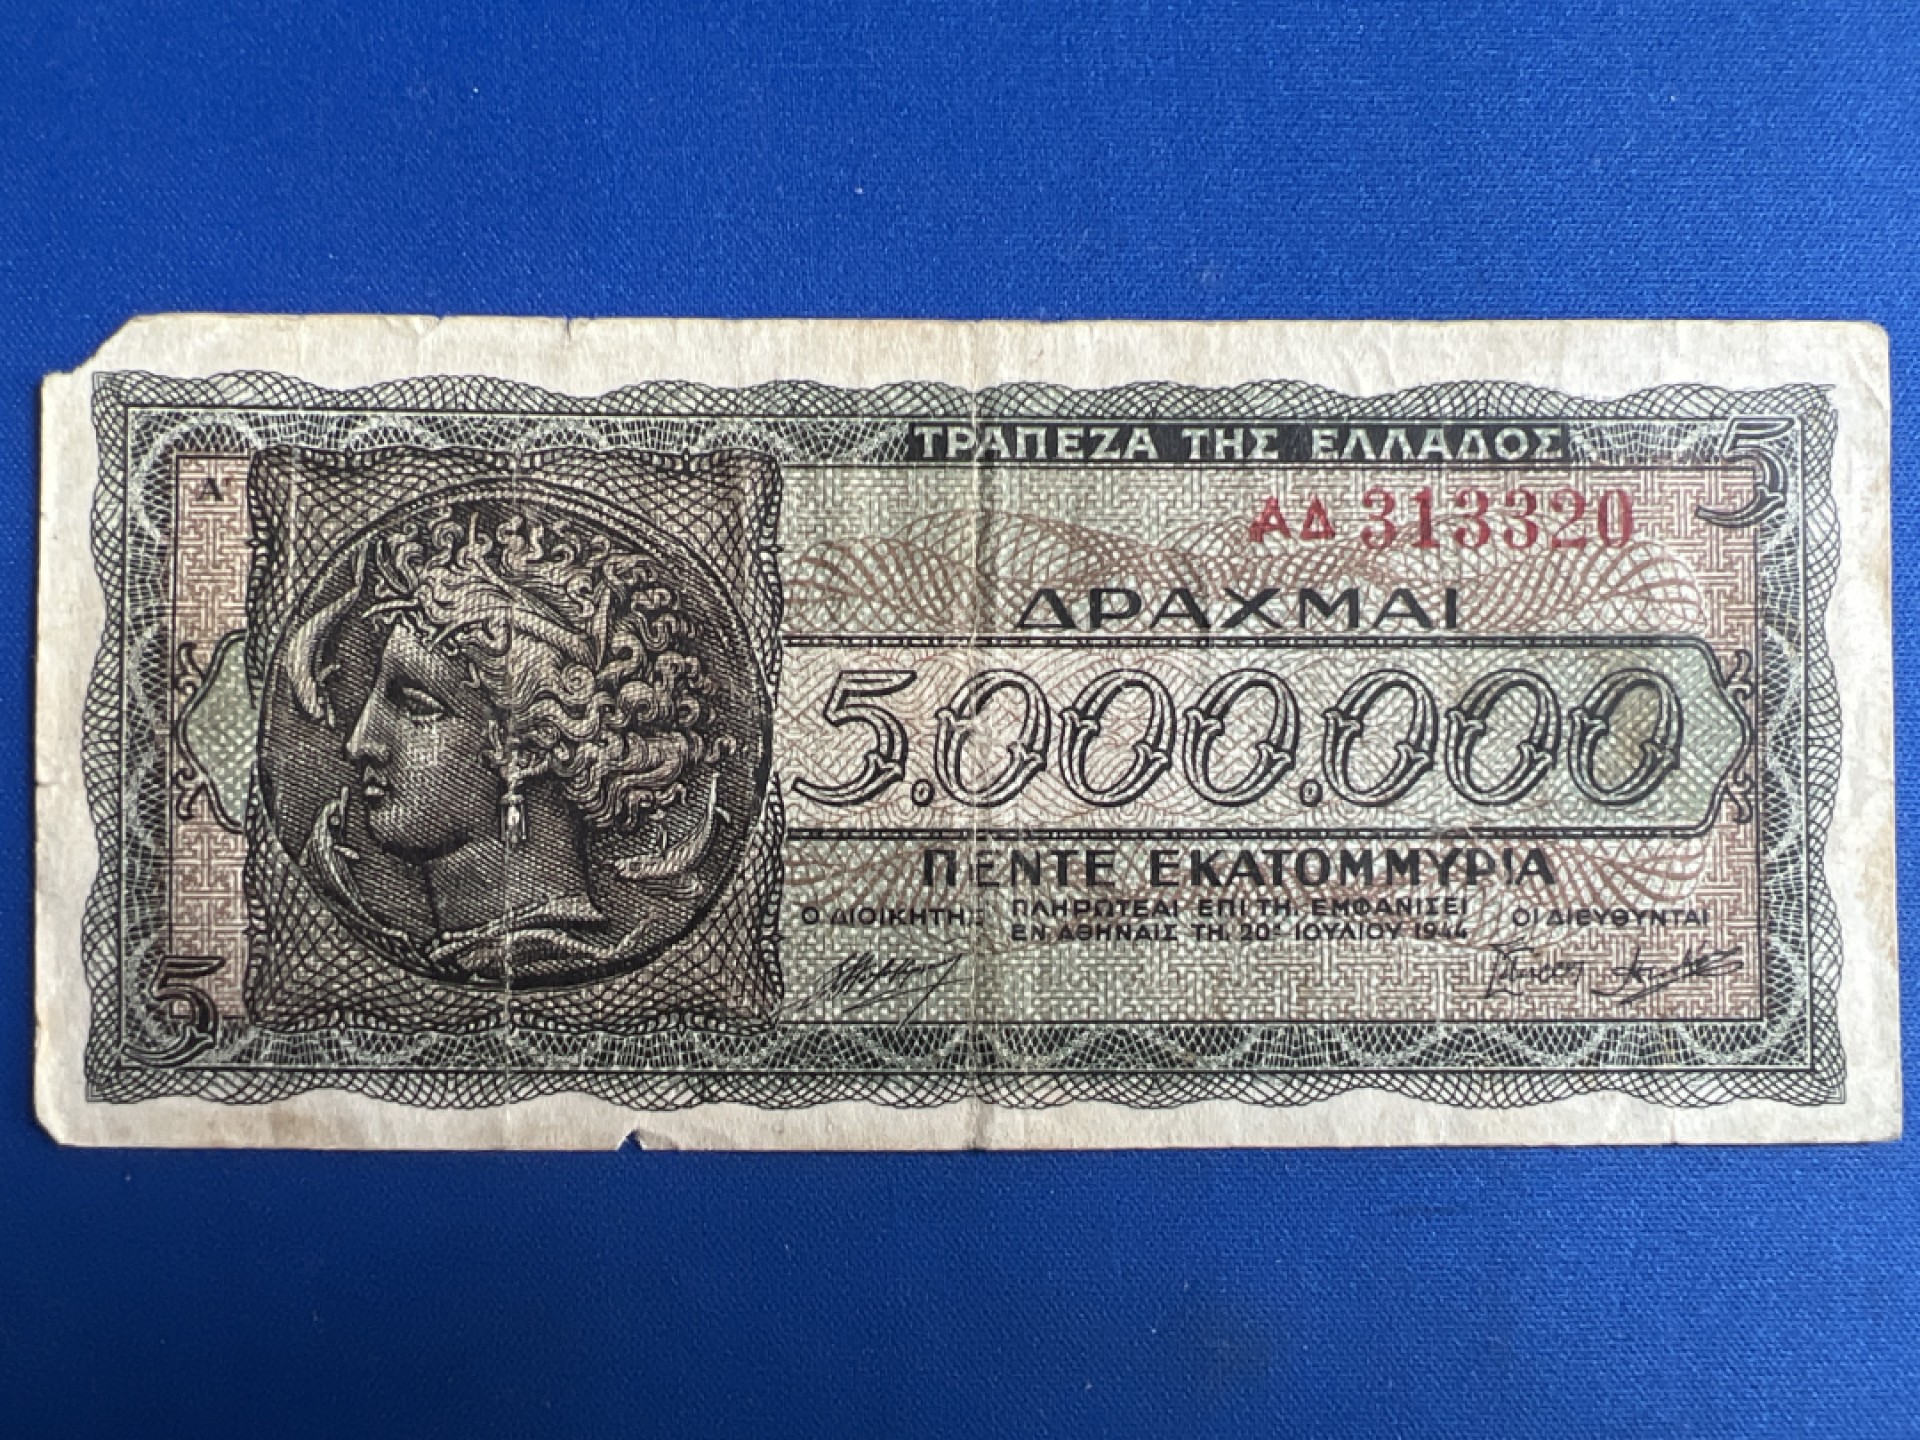 ΤΡΑΠΕΖΑ ΤΗΣ ΕΛΛΑΔΟΣ
5
Α'
ΑΔ 313320
ΔΡΑΧΜΑΙ
5.000.000
ΠΕΝΤΕ ΕΚΑΤΟΜΜΥΡΙΑ
Ο ΔΙΟΙΚΗΤΗΣ
ΠΛΗΡΩΤΕΑΙ ΕΠΙ ΤΗ. ΕΜΦΑΝΙΣΕΙ
ΕΝ ΑΘΗΝΑΙΣ ΤΗ. 20ῌ ΙΟΥΛΙΟΥ 1944
ΟΙ ΔΙΕΥΘΥΝΤΑΙ
5